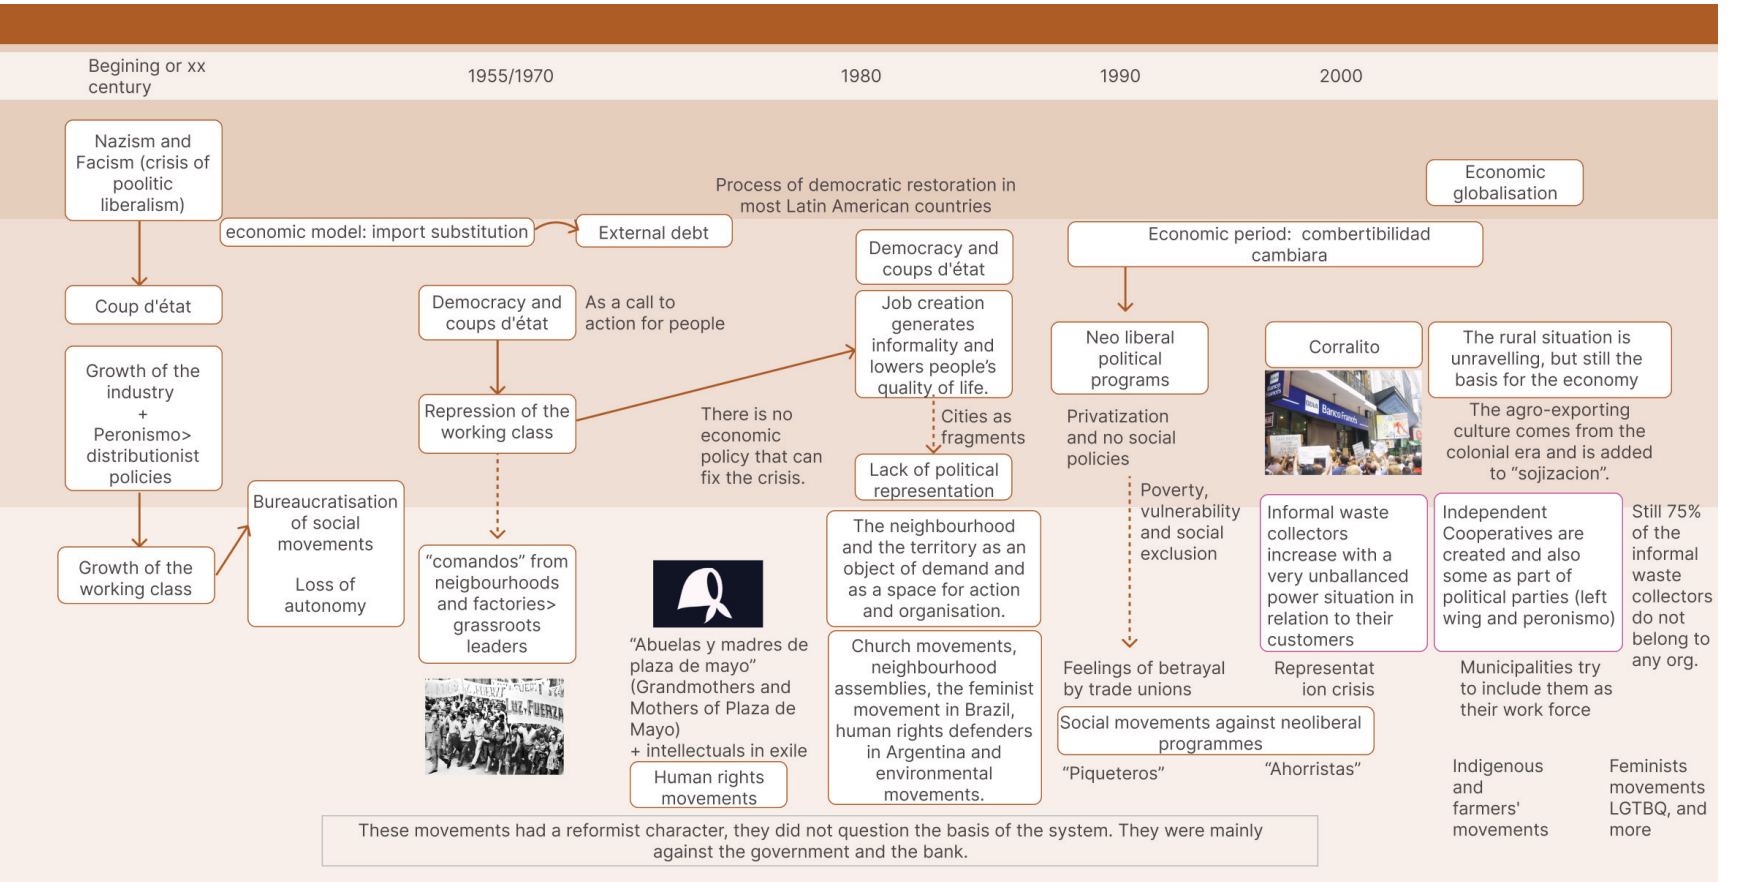 Begining or xx
century
1955/1970
1980
1990
2000
Nazism and
Facism (crisis of
poolitic
liberalism)
economic model: import substitution
External debt
Process of democratic restoration in
most Latin American countries
Economic
globalisation
Economic period:  combertibilidad
cambiara
Coup d'état
Growth of the
industry
+
Peronismo>
distributionist
policies
Growth of the
working class
Bureaucratisation
of social
movements
Loss of
autonomy
Democracy and
coups d'état
As a call to
action for people
Repression of the
working class
“comandos” from
neigbourhoods
and factories>
grassroots
leaders
LUZ Y FUERZA
“Abuelas y madres de
plaza de mayo”
(Grandmothers and
Mothers of Plaza de
Mayo)
+ intellectuals in exile
Human rights
movements
There is no
economic
policy that can
fix the crisis.
Democracy and
coups d'état
Job creation
generates
informality and
lowers people’s
quality of life.
Cities as
fragments
Lack of political
representation
The neighbourhood
and the territory as an
object of demand and
as a space for action
and organisation.
Church movements,
neighbourhood
assemblies, the feminist
movement in Brazil,
human rights defenders
in Argentina and
environmental
movements.
Neo liberal
political
programs
Privatization
and no social
policies
Poverty,
vulnerability
and social
exclusion
Feelings of betrayal
by trade unions
Social movements against neoliberal
programmes
“Piqueteros”
“Ahorristas”
Corralito
BBVA Banco Francés
Informal waste
collectors
increase with a
very unballanced
power situation in
relation to their
customers
Representat
ion crisis
The rural situation is
unravelling, but still the
basis for the economy
The agro-exporting
culture comes from the
colonial era and is added
to “sojizacion”.
Independent
Cooperatives are
created and also
some as part of
political parties (left
wing and peronismo)
Still 75%
of the
informal
waste
collectors
do not
belong to
any org.
Municipalities try
to include them as
their work force
Indigenous
and
farmers'
movements
Feminists
movements
LGTBQ, and
more
These movements had a reformist character, they did not question the basis of the system. They were mainly
against the government and the bank.